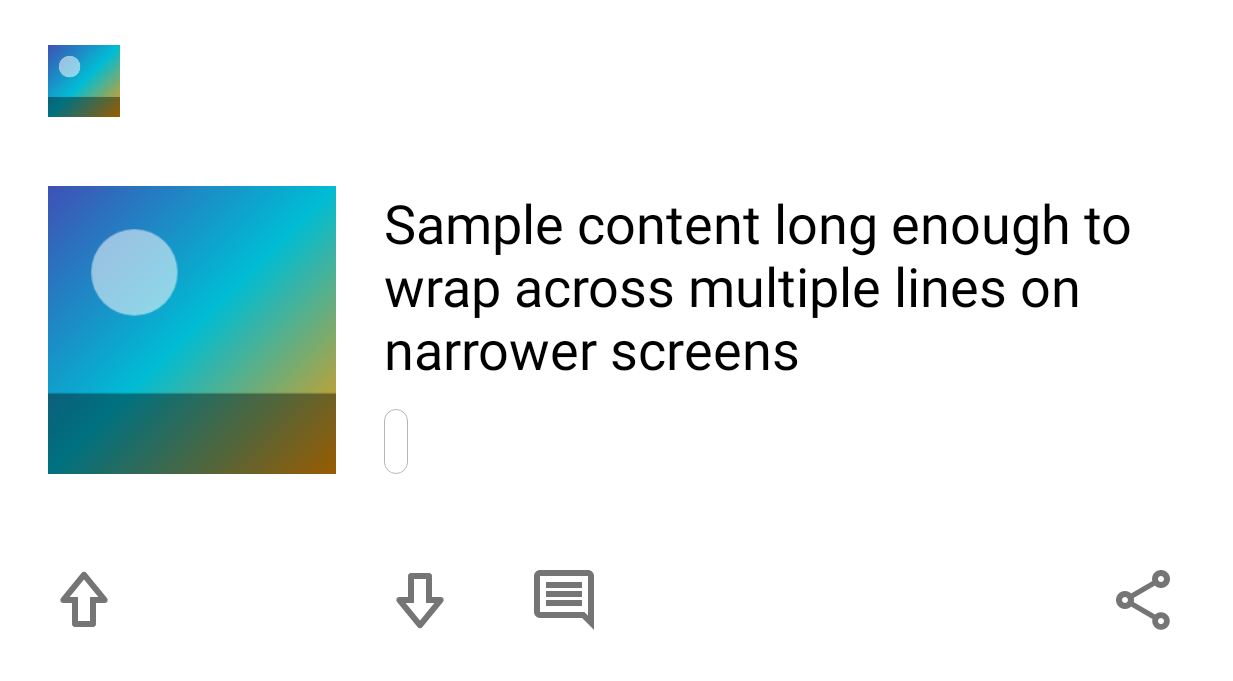 Sample content long enough to
wrap across multiple lines on
narrower screens